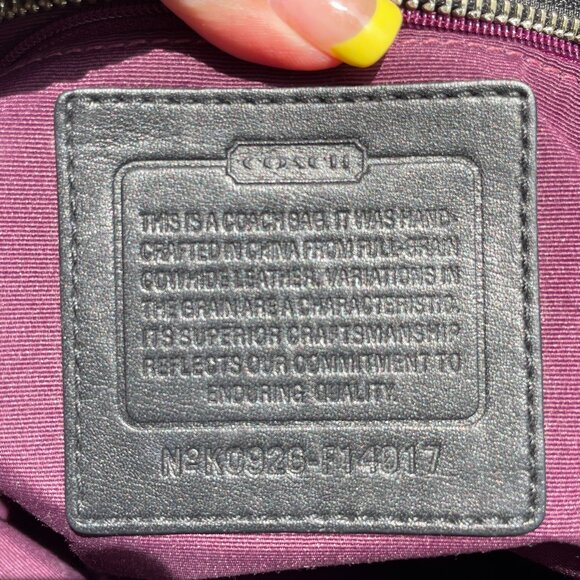 COACH
THIS IS A COACH BAG. IT WAS HAND-
CRAFTED IN CHINA FROM FULL-GRAIN
COWHIDE LEATHER. VARIATIONS IN
THE GRAIN ARE A CHARACTERISTIC.
ITS SUPERIOR CRAFTSMANSHIP
REFLECTS OUR COMMITMENT TO
ENDURING QUALITY.
Nº K0926-F14017